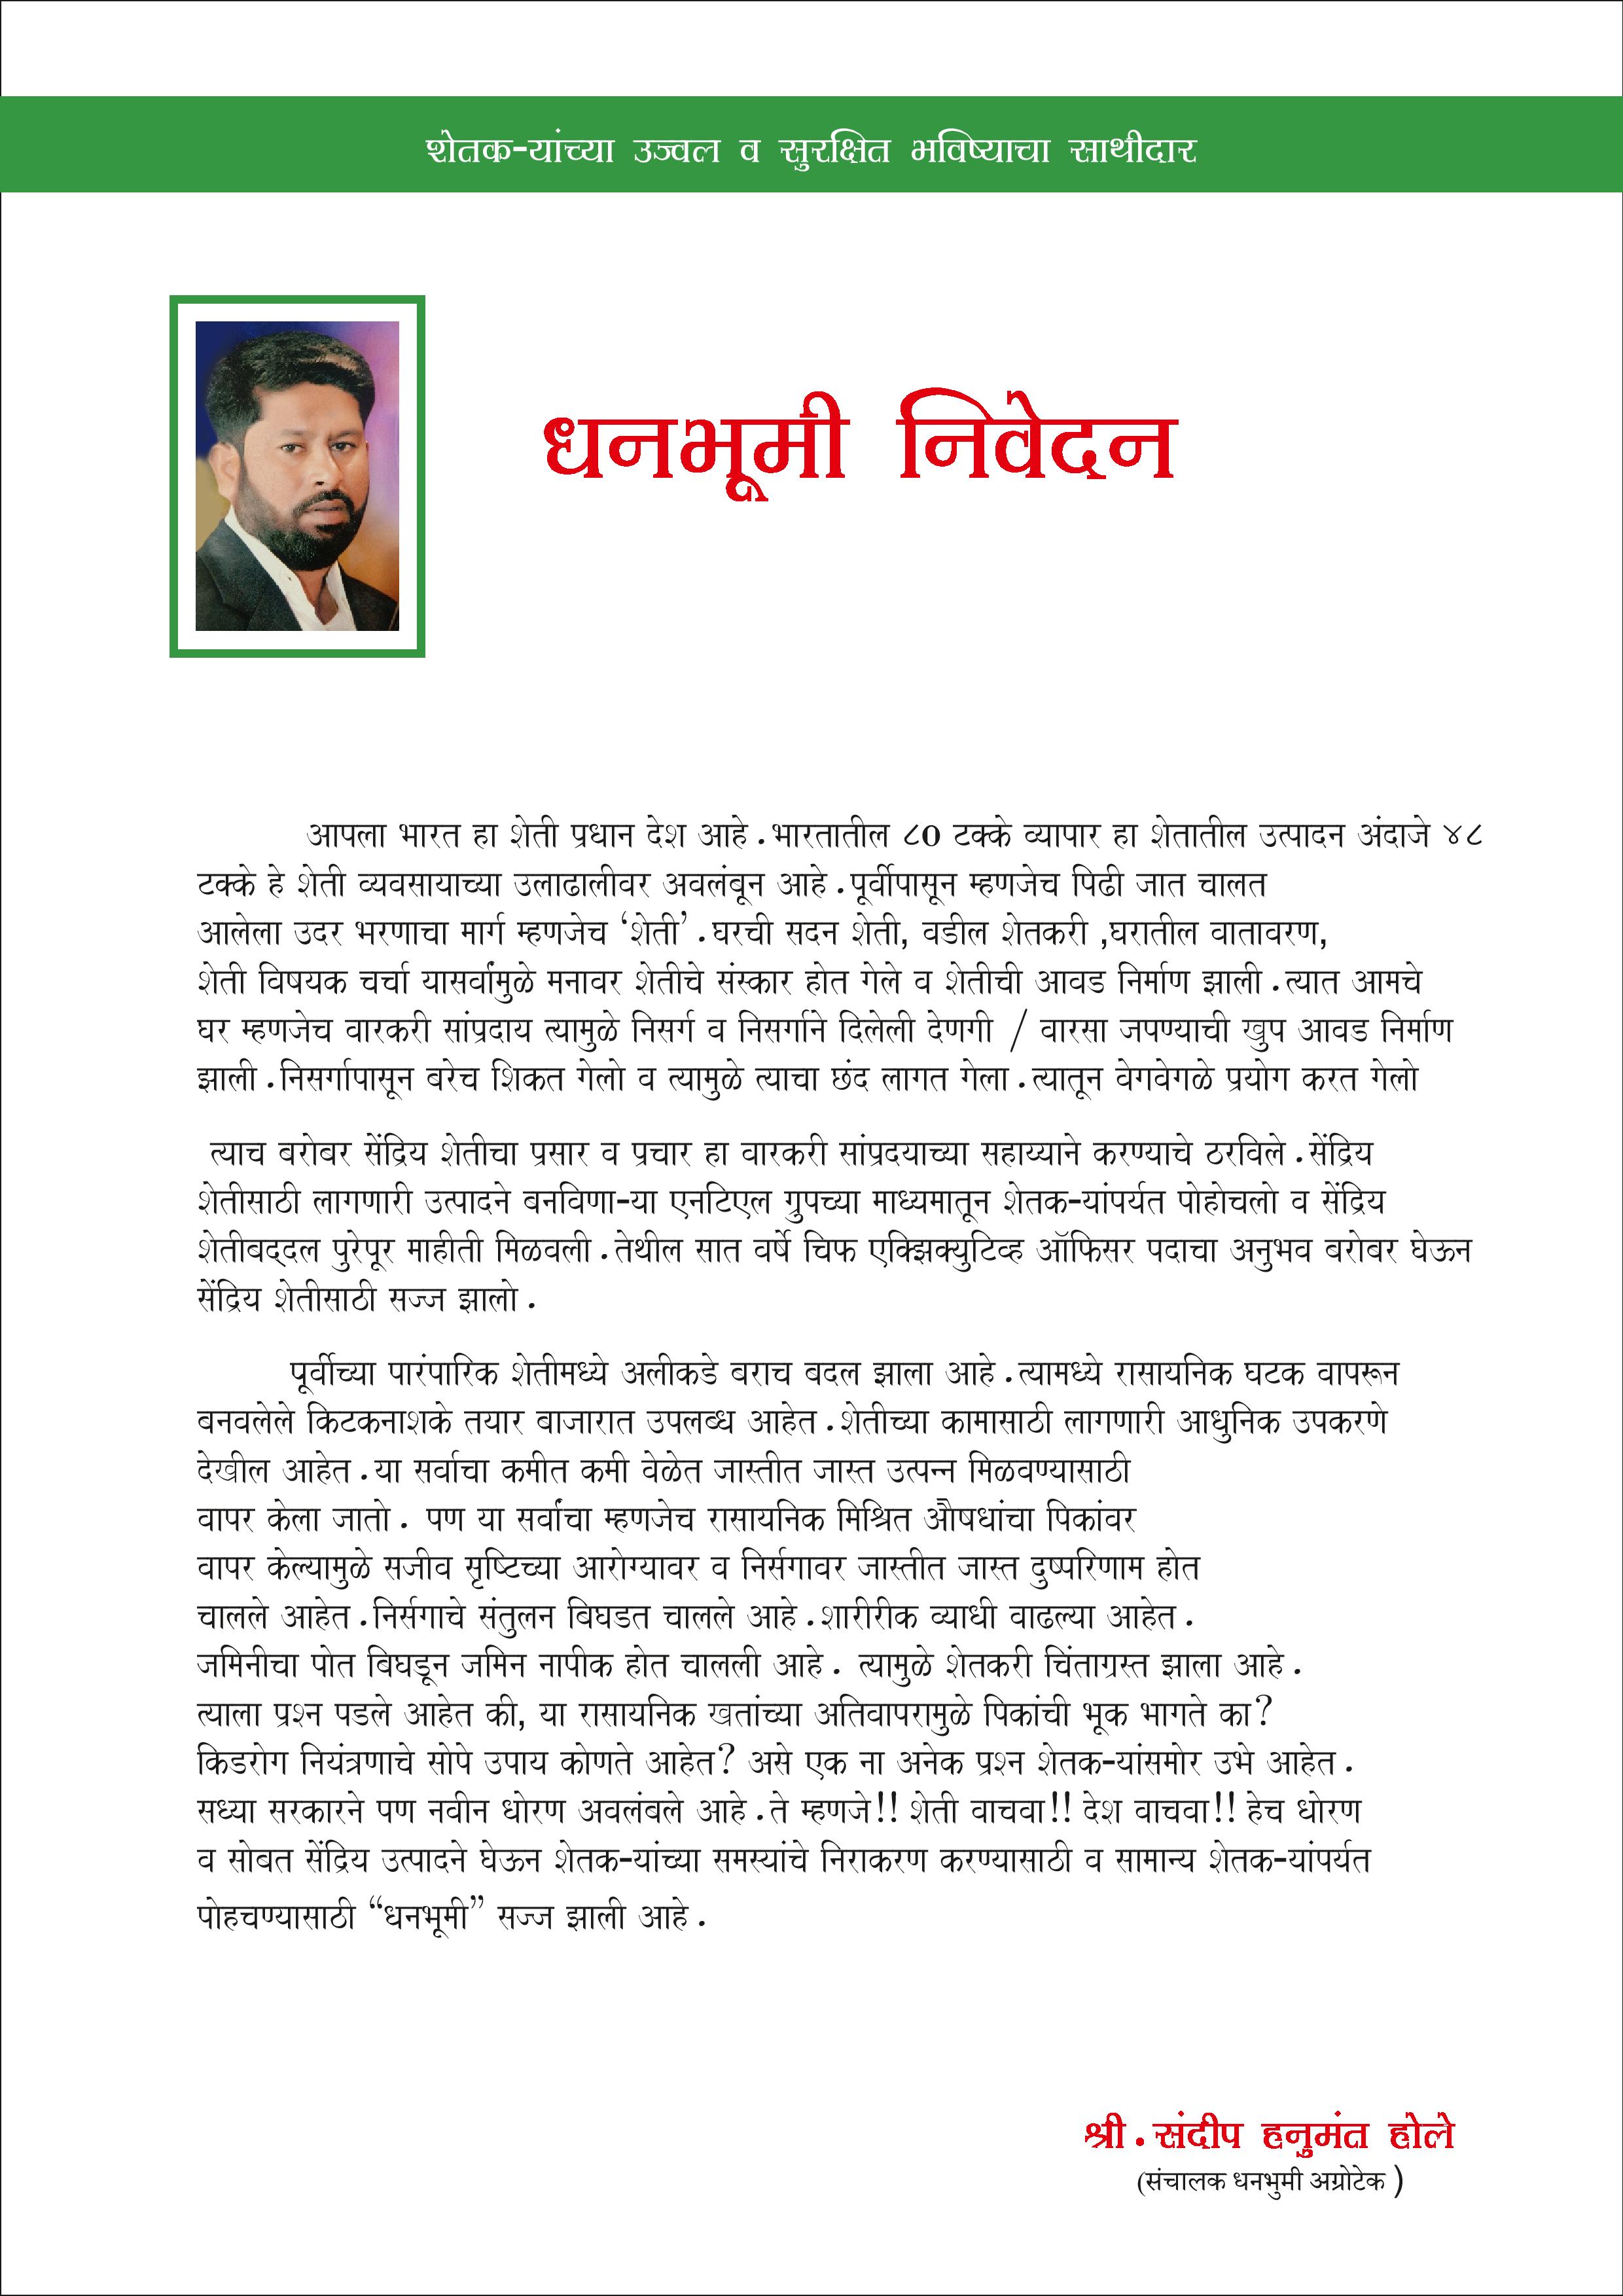 शेतक-यांच्या उज्वल व सुरक्षित भविष्याचा साथीदार
धनभूमी निवेदन
आपला भारत हा शेती प्रधान देश आहे.भारतातील ८० टक्के व्यापार हा शेतातील उत्पादन अंदाजे ४८
टक्के हे शेती व्यवसायाच्या उलाढालीवर अवलंबून आहे.पूर्वीपासून म्हणजेच पिढी जात चालत
आलेला उदर भरणाचा मार्ग म्हणजेच ‘शेती’.घरची सदन शेती, वडील शेतकरी ,घरातील वातावरण,
शेती विषयक चर्चा यासर्वांमुळे मनावर शेतीचे संस्कार होत गेले व शेतीची आवड निर्माण झाली.त्यात आमचे
घर म्हणजेच वारकरी सांप्रदाय त्यामुळे निसर्ग व निसर्गाने दिलेली देणगी / वारसा जपण्याची खुप आवड निर्माण
झाली.निसर्गापासून बरेच शिकत गेलो व त्यामुळे त्याचा छंद लागत गेला.त्यातून वेगवेगळे प्रयोग करत गेलो
त्याच बरोबर सेंद्रिय शेतीचा प्रसार व प्रचार हा वारकरी सांप्रदयाच्या सहाय्याने करण्याचे ठरविले.सेंद्रिय
शेतीसाठी लागणारी उत्पादने बनविणा-या एनटिएल ग्रुपच्या माध्यमातून शेतक-यांपर्यत पोहोचलो व सेंद्रिय
शेतीबद्दल पुरेपूर माहीती मिळवली.तेथील सात वर्षे चिफ एक्झिक्युटिव्ह ऑफिसर पदाचा अनुभव बरोबर घेऊन
सेंद्रिय शेतीसाठी सज्ज झालो.
पूर्वीच्या पारंपारिक शेतीमध्ये अलीकडे बराच बदल झाला आहे.त्यामध्ये रासायनिक घटक वापरून
बनवलेले किटकनाशके तयार बाजारात उपलब्ध आहेत.शेतीच्या कामासाठी लागणारी आधुनिक उपकरणे
देखील आहेत.या सर्वाचा कमीत कमी वेळेत जास्तीत जास्त उत्पन्न मिळवण्यासाठी
वापर केला जातो. पण या सर्वांचा म्हणजेच रासायनिक मिश्रित औषधांचा पिकांवर
वापर केल्यामुळे सजीव सृष्टिच्या आरोग्यावर व निर्सगावर जास्तीत जास्त दुष्परिणाम होत
चालले आहेत.निर्सगाचे संतुलन बिघडत चालले आहे.शारीरीक व्याधी वाढल्या आहेत.
जमिनीचा पोत बिघडून जमिन नापीक होत चालली आहे. त्यामुळे शेतकरी चिंताग्रस्त झाला आहे.
त्याला प्रश्न पडले आहेत की, या रासायनिक खतांच्या अतिवापरामुळे पिकांची भूक भागते का?
किडरोग नियंत्रणाचे सोपे उपाय कोणते आहेत? असे एक ना अनेक प्रश्न शेतक-यांसमोर उभे आहेत.
सध्या सरकारने पण नवीन धोरण अवलंबले आहे.ते म्हणजे!! शेती वाचवा!! देश वाचवा!! हेच धोरण
व सोबत सेंद्रिय उत्पादने घेऊन शेतक-यांच्या समस्यांचे निराकरण करण्यासाठी व सामान्य शेतक-यांपर्यत
पोहचण्यासाठी “धनभूमी” सज्ज झाली आहे.
श्री.संदीप हनुमंत होले
(संचालक धनभुमी अग्रोटेक )